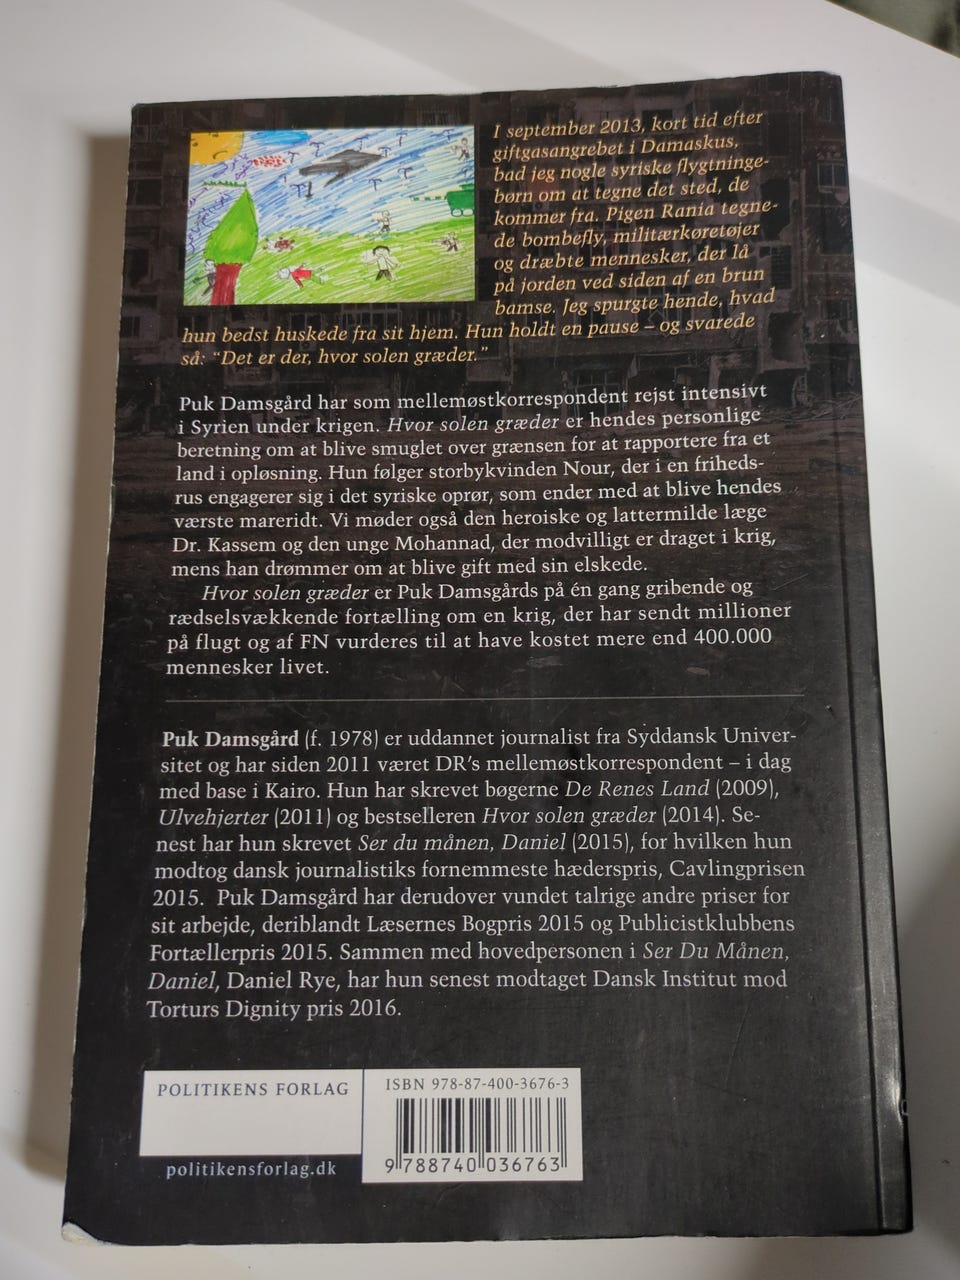 I september 2013, kort tid efter
giftgasangrebet i Damaskus,
bad jeg nogle syriske flygtninge-
børn om at tegne det sted, de
kommer fra. Pigen Rania tegne-
de bombefly, militærkøretøjer
og dræbte mennesker, der lå
på jorden ved siden af en brun
bamse. Jeg spurgte hende, hvad
hun bedst huskede fra sit hjem. Hun holdt en pause – og svarede
så: "Det er der, hvor solen græder."
Puk Damsgård har som mellemøstkorrespondent rejst intensivt
i Syrien under krigen. Hvor solen græder er hendes personlige
beretning om at blive smuglet over grænsen for at rapportere fra et
land i opløsning. Hun følger storbykvinden Nour, der i en friheds-
rus engagerer sig i det syriske oprør, som ender med at blive hendes
værste mareridt. Vi møder også den heroiske og lattermilde læge
Dr. Kassem og den unge Mohannad, der modvilligt er draget i krig,
mens han drømmer om at blive gift med sin elskede.
Hvor solen græder er Puk Damsgårds på én gang gribende og
rædselsvækkende fortælling om en krig, der har sendt millioner
på flugt og af FN vurderes til at have kostet mere end 400.000
mennesker livet.
Puk Damsgård (f. 1978) er uddannet journalist fra Syddansk Univer-
sitet og har siden 2011 været DR's mellemøstkorrespondent – i dag
med base i Kairo. Hun har skrevet bøgerne De Renes Land (2009),
Ulvehjerter (2011) og bestselleren Hvor solen græder (2014). Se-
nest har hun skrevet Ser du månen, Daniel (2015), for hvilken hun
modtog dansk journalistiks fornemmeste hæderspris, Cavlingprisen
2015. Puk Damsgård har derudover vundet talrige andre priser for
sit arbejde, deriblandt Læsernes Bogpris 2015 og Publicistklubbens
Fortællerpris 2015. Sammen med hovedpersonen i Ser Du Månen,
Daniel, Daniel Rye, har hun senest modtaget Dansk Institut mod
Torturs Dignity pris 2016.
POLITIKENS FORLAG
politikensforlag.dk
ISBN 978-87-400-3676-3
9 788740 036763